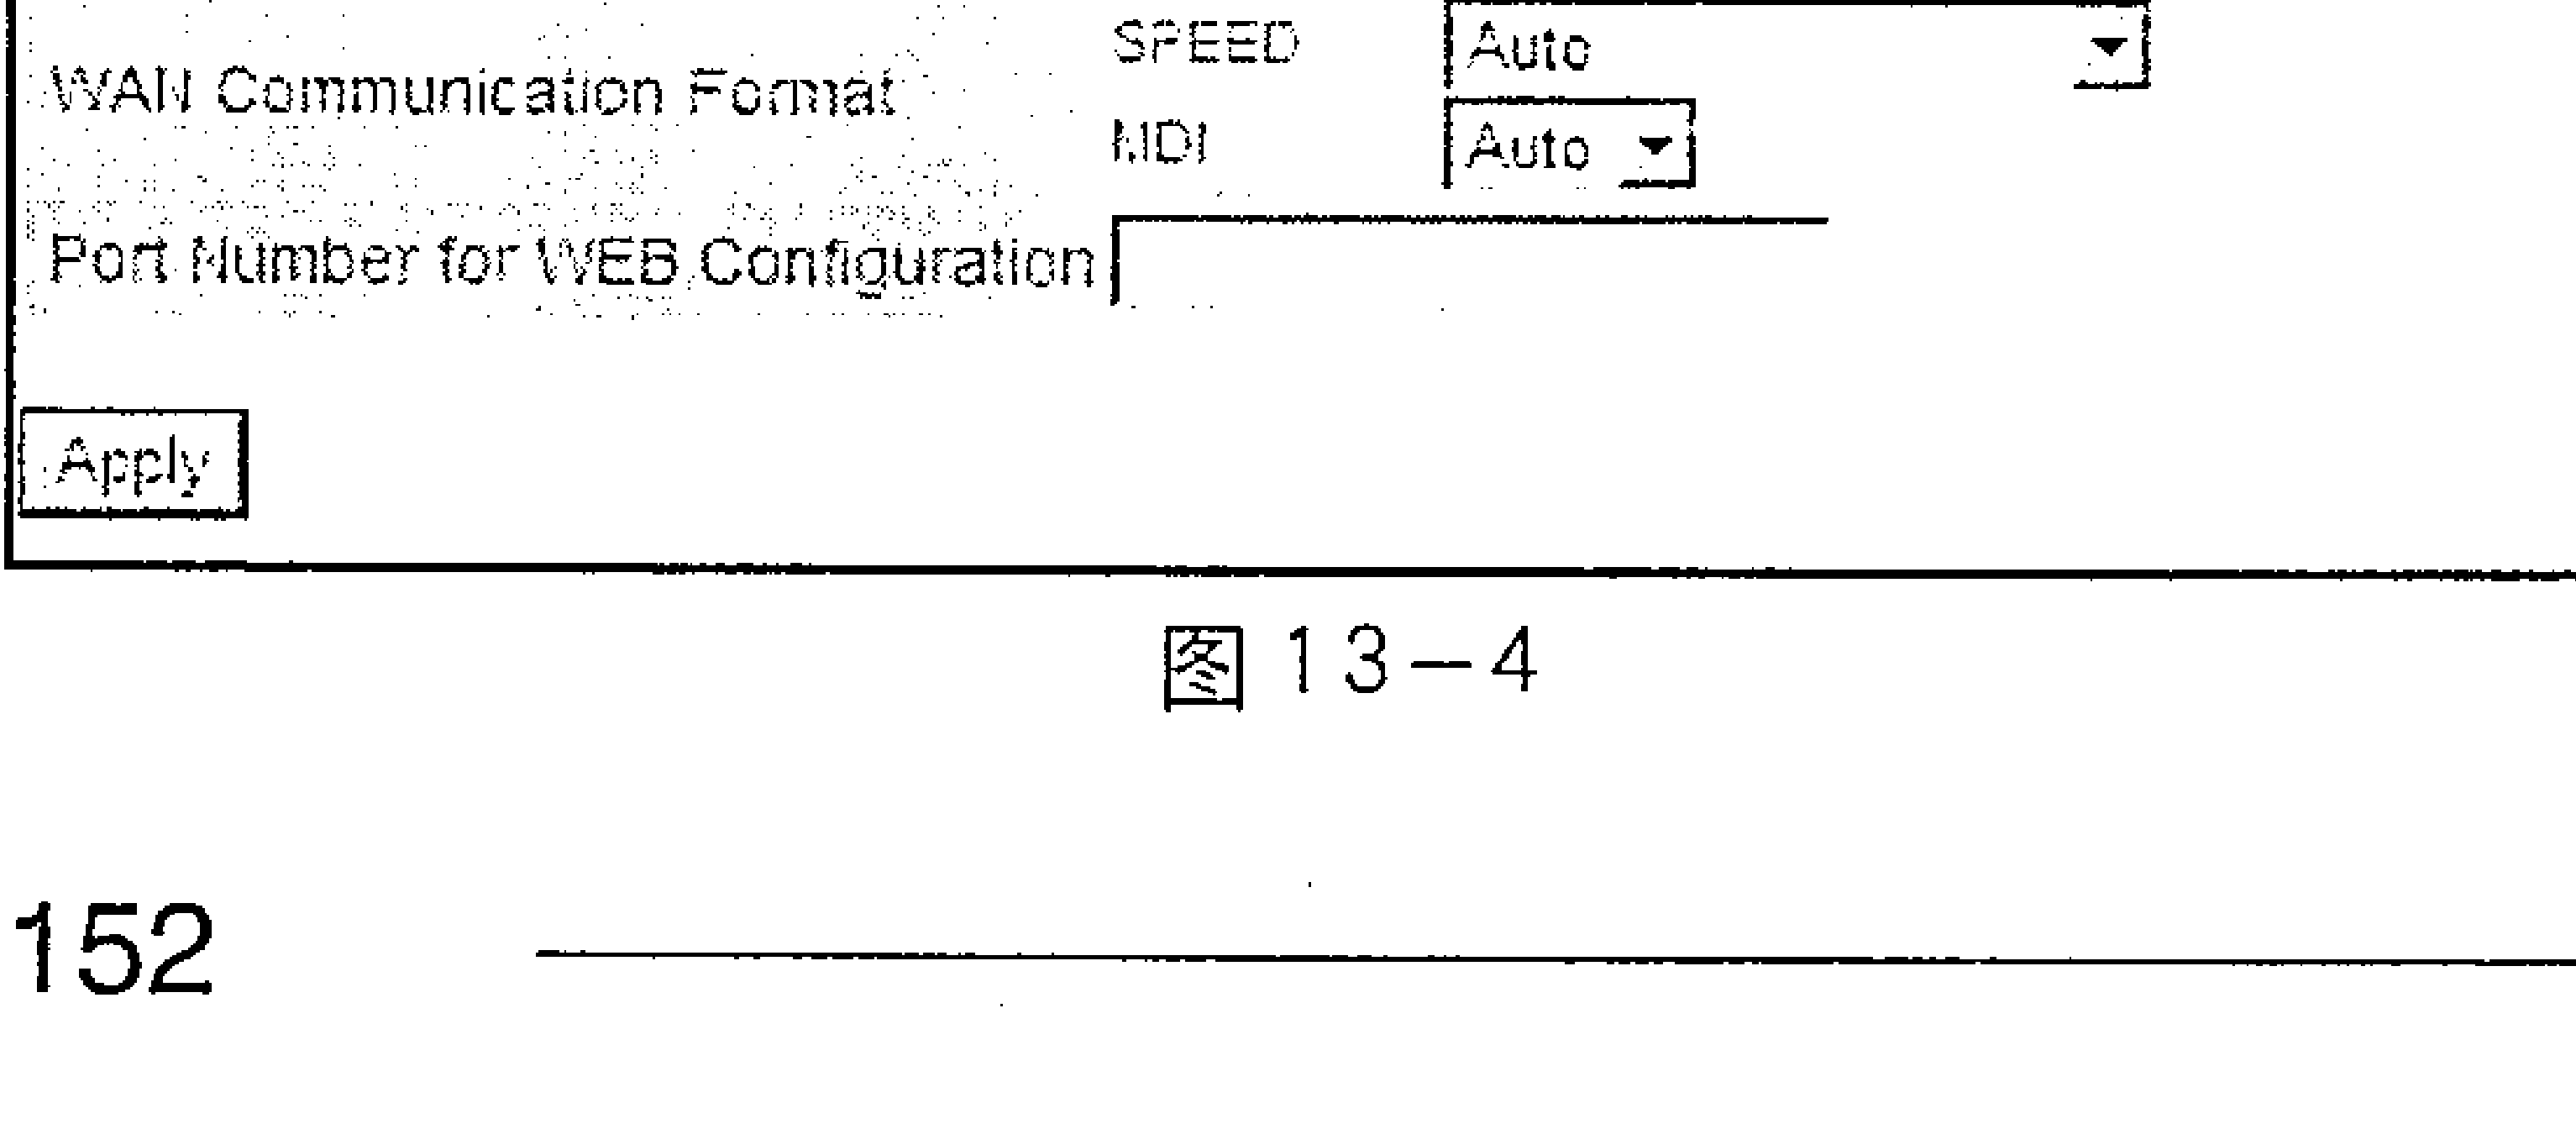 SPEED Auto
WAN Communication Format
MDI Auto
Port Number for WEB Configuration
Apply
图 13-4
152